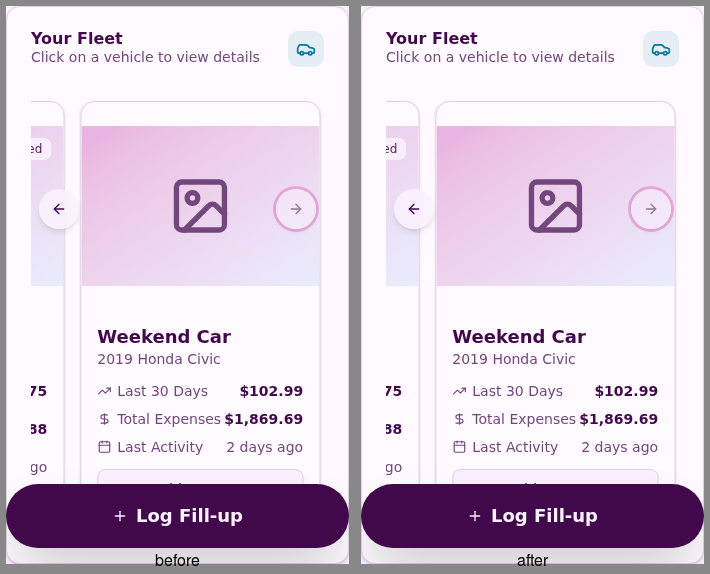 Your Fleet
Click on a vehicle to view details
ed
Weekend Car
2019 Honda Civic
75
Last 30 Days $102.99
88
Total Expenses $1,869.69
go
Last Activity 2 days ago
+ Log Fill-up
before
Your Fleet
Click on a vehicle to view details
ed
Weekend Car
2019 Honda Civic
75
Last 30 Days $102.99
88
Total Expenses $1,869.69
go
Last Activity 2 days ago
+ Log Fill-up
after